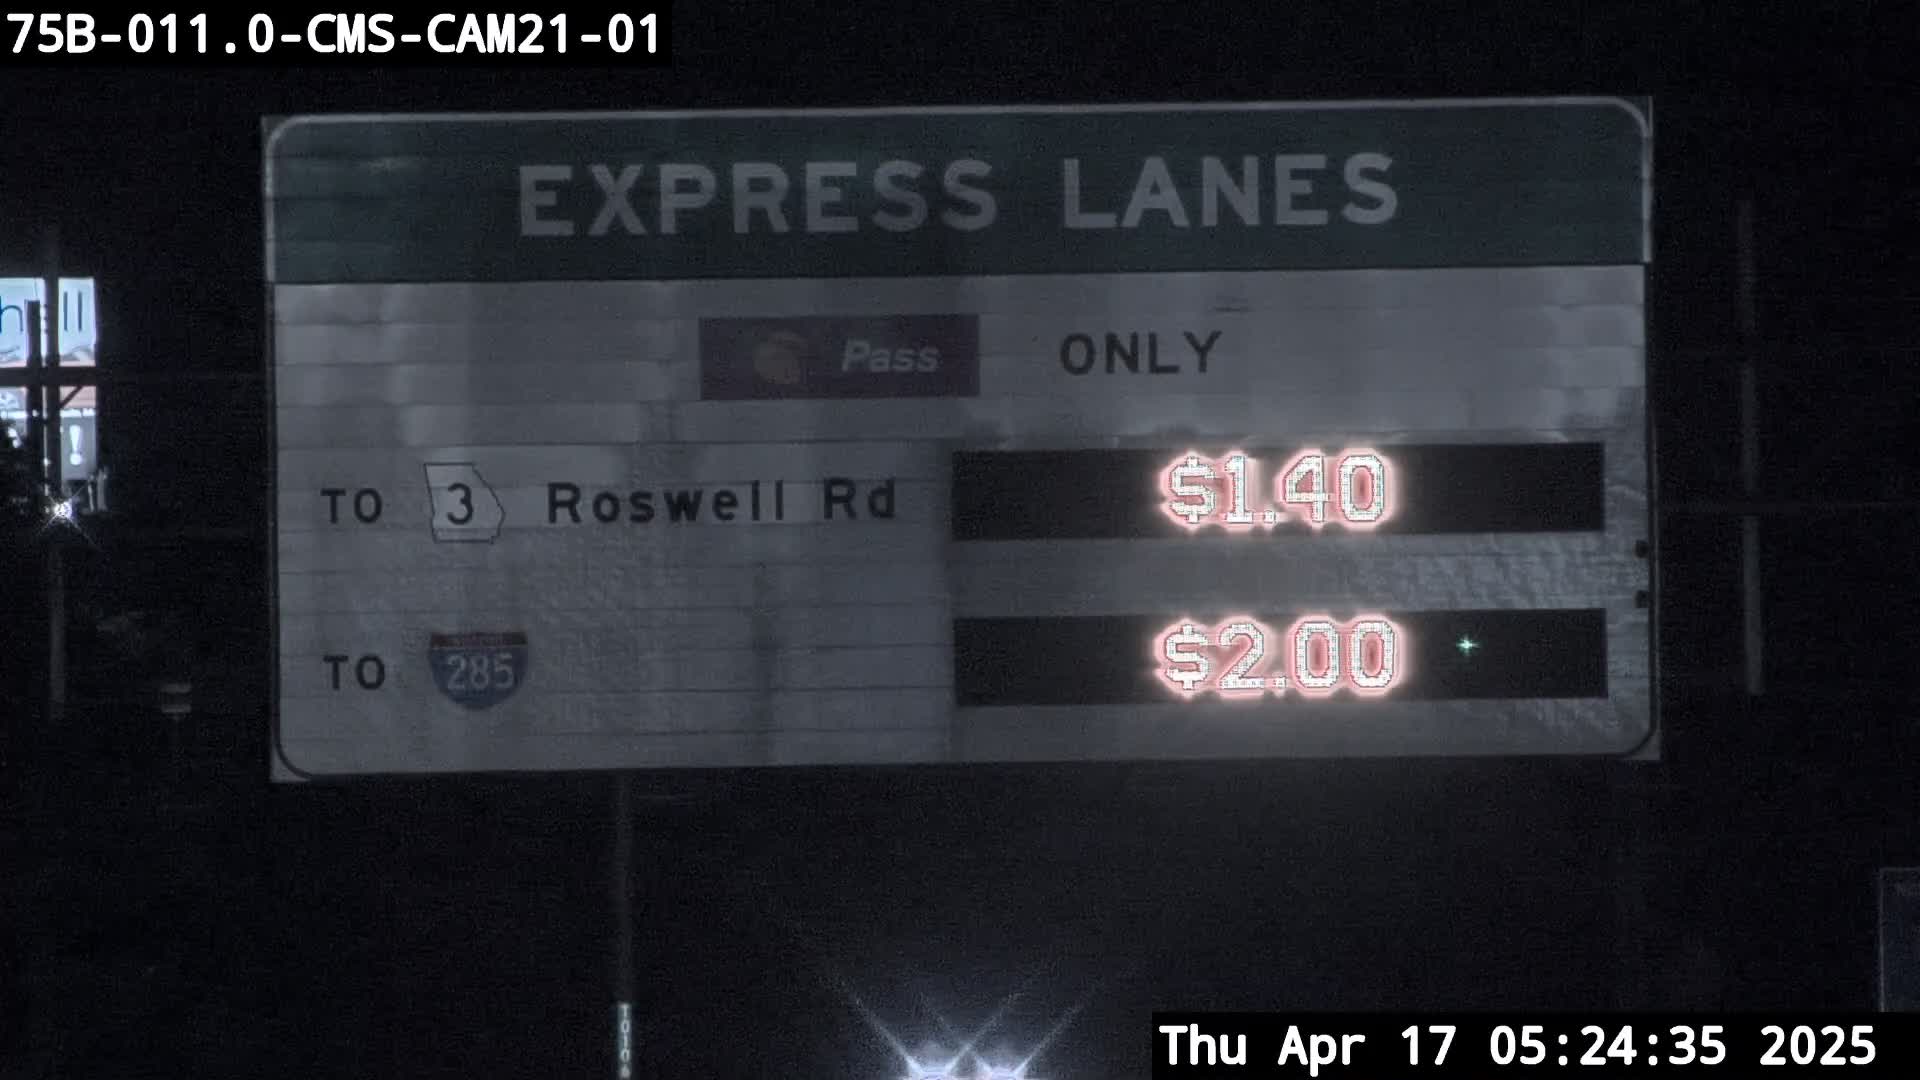 75B-011.0-CMS-CAM21-01
EXPRESS LANES
Pass ONLY
TO 3 Roswell Rd $1.40
TO 285 $2.00
Thu Apr 17 05:24:35 2025